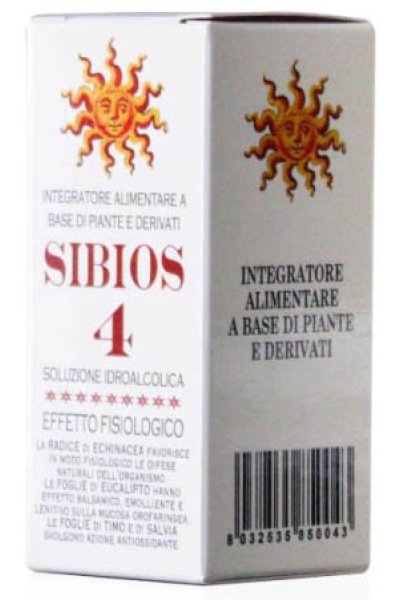 INTEGRATORE ALIMENTARE A
BASE DI PIANTE E DERIVATI
SIBIOS
4
SOLUZIONE IDROALCOLICA
*********
EFFETTO FISIOLOGICO
LA RADICE di ECHINACEA FAVORISCE
IN MODO FISIOLOGICO LE DIFESE
NATURALI DELL'ORGANISMO
LE FOGLIE di EUCALIPTO HANNO
EFFETTO BALSAMICO, EMOLLIENTE E
LENITIVO SULLA MUCOSA OROFARINGEA.
LE FOGLIE di TIMO E di SALVIA
SVOLGONO AZIONE ANTIOSSIDANTE
INTEGRATORE
ALIMENTARE
A BASE DI PIANTE
E DERIVATI
8 032535 850043